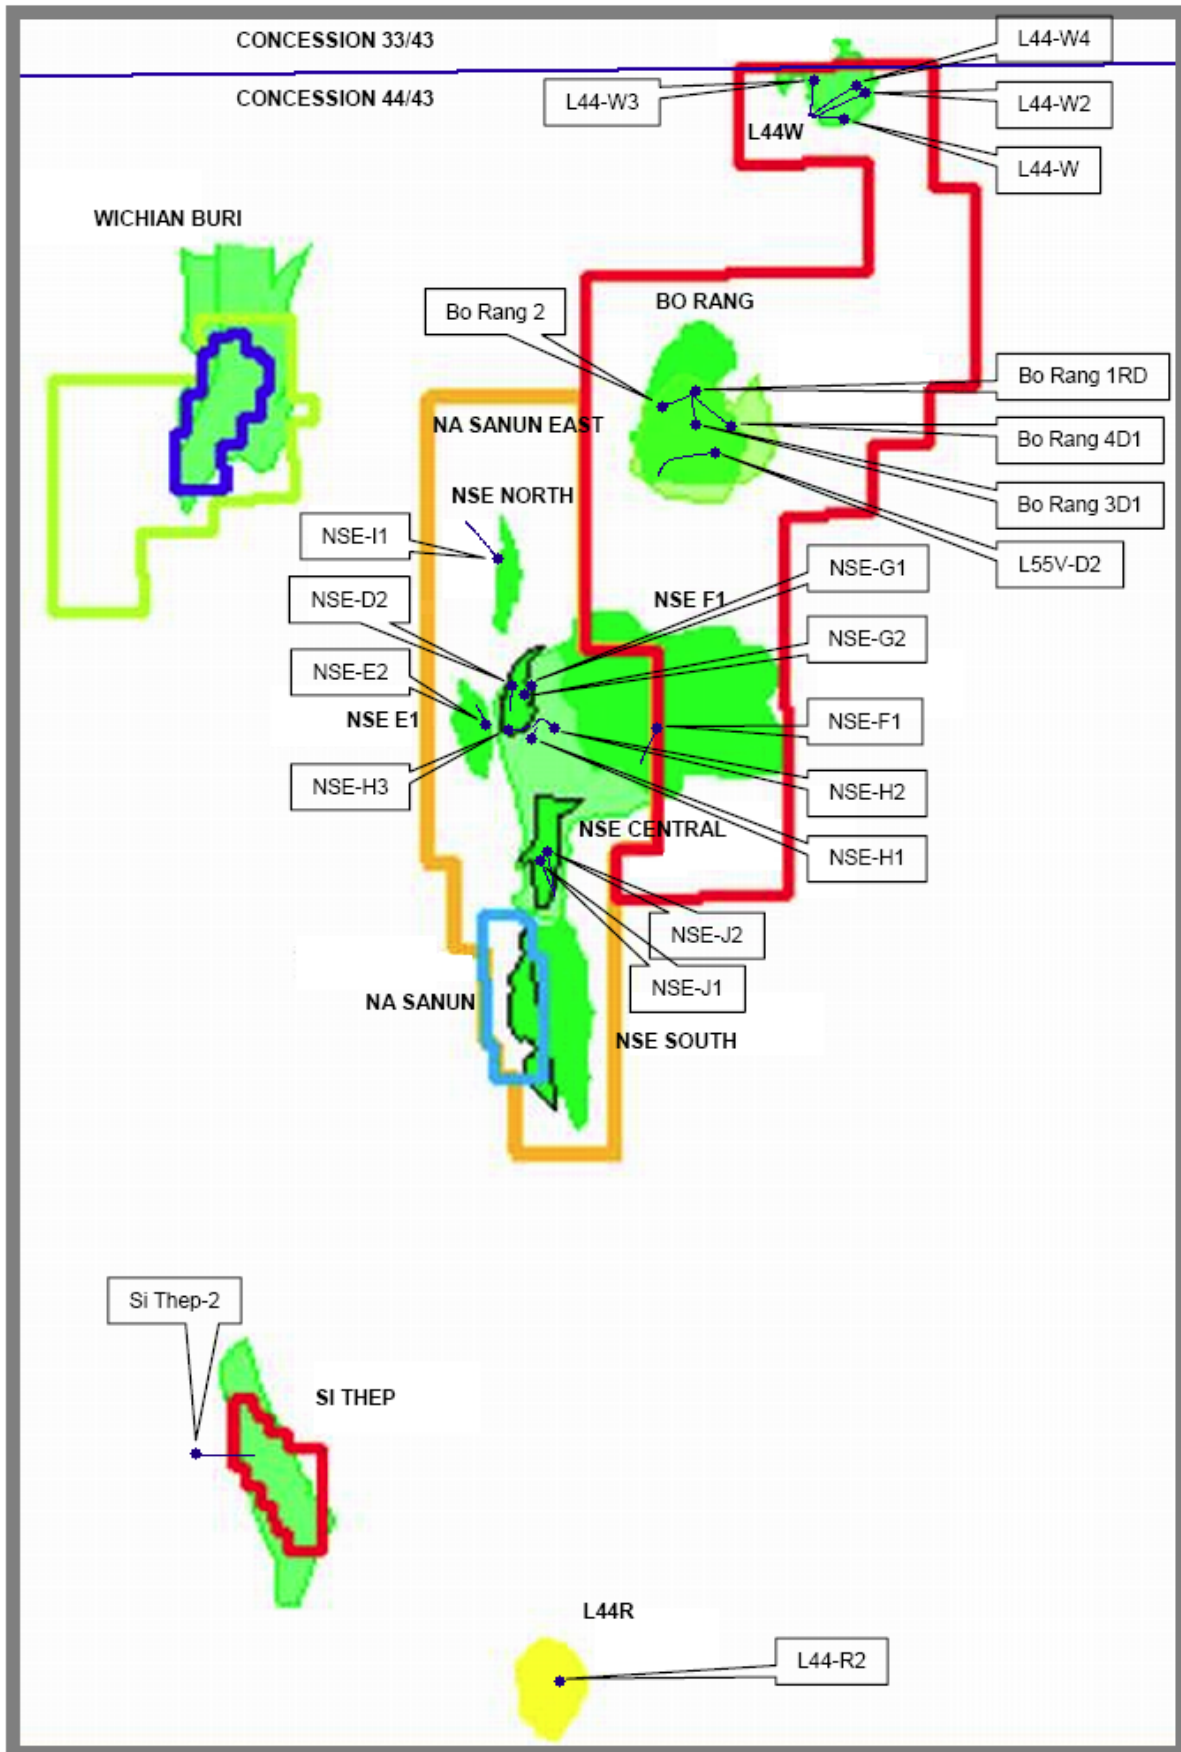 CONCESSION 33/43
L44-W4
CONCESSION 44/43
L44-W3
L44-W2
L44W
L44-W
WICHIAN BURI
BO RANG
Bo Rang 2
Bo Rang 1RD
NA SANUN EAST
Bo Rang 4D1
NSE NORTH
Bo Rang 3D1
NSE-I1
NSE-G1
L55V-D2
NSE-D2
NSE F1
NSE-G2
NSE-E2
NSE E1
NSE-F1
NSE-H3
NSE-H2
NSE CENTRAL
NSE-H1
NSE-J2
NSE-J1
NA SANUN
NSE SOUTH
Si Thep-2
SI THEP
L44R
L44-R2